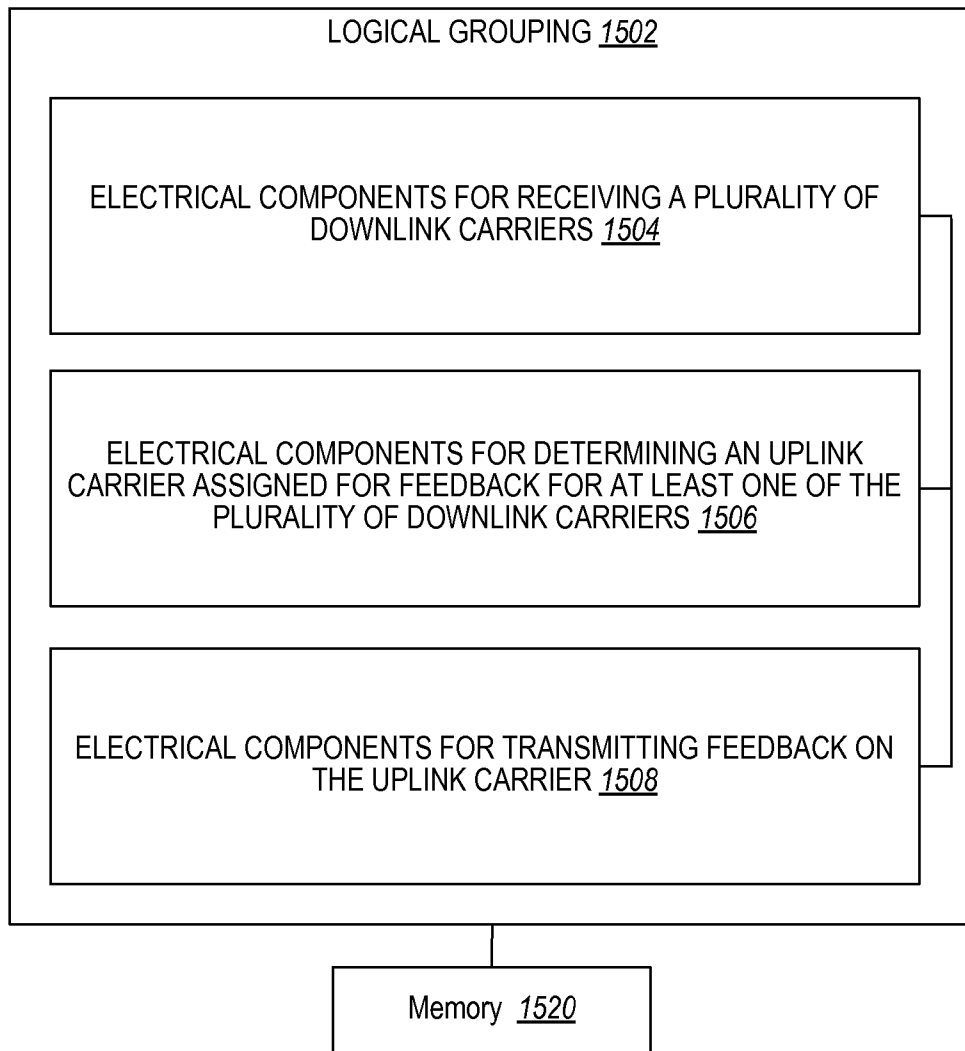 LOGICAL GROUPING 1502
ELECTRICAL COMPONENTS FOR RECEIVING A PLURALITY OF
DOWNLINK CARRIERS 1504
ELECTRICAL COMPONENTS FOR DETERMINING AN UPLINK
CARRIER ASSIGNED FOR FEEDBACK FOR AT LEAST ONE OF THE
PLURALITY OF DOWNLINK CARRIERS 1506
ELECTRICAL COMPONENTS FOR TRANSMITTING FEEDBACK ON
THE UPLINK CARRIER 1508
Memory 1520